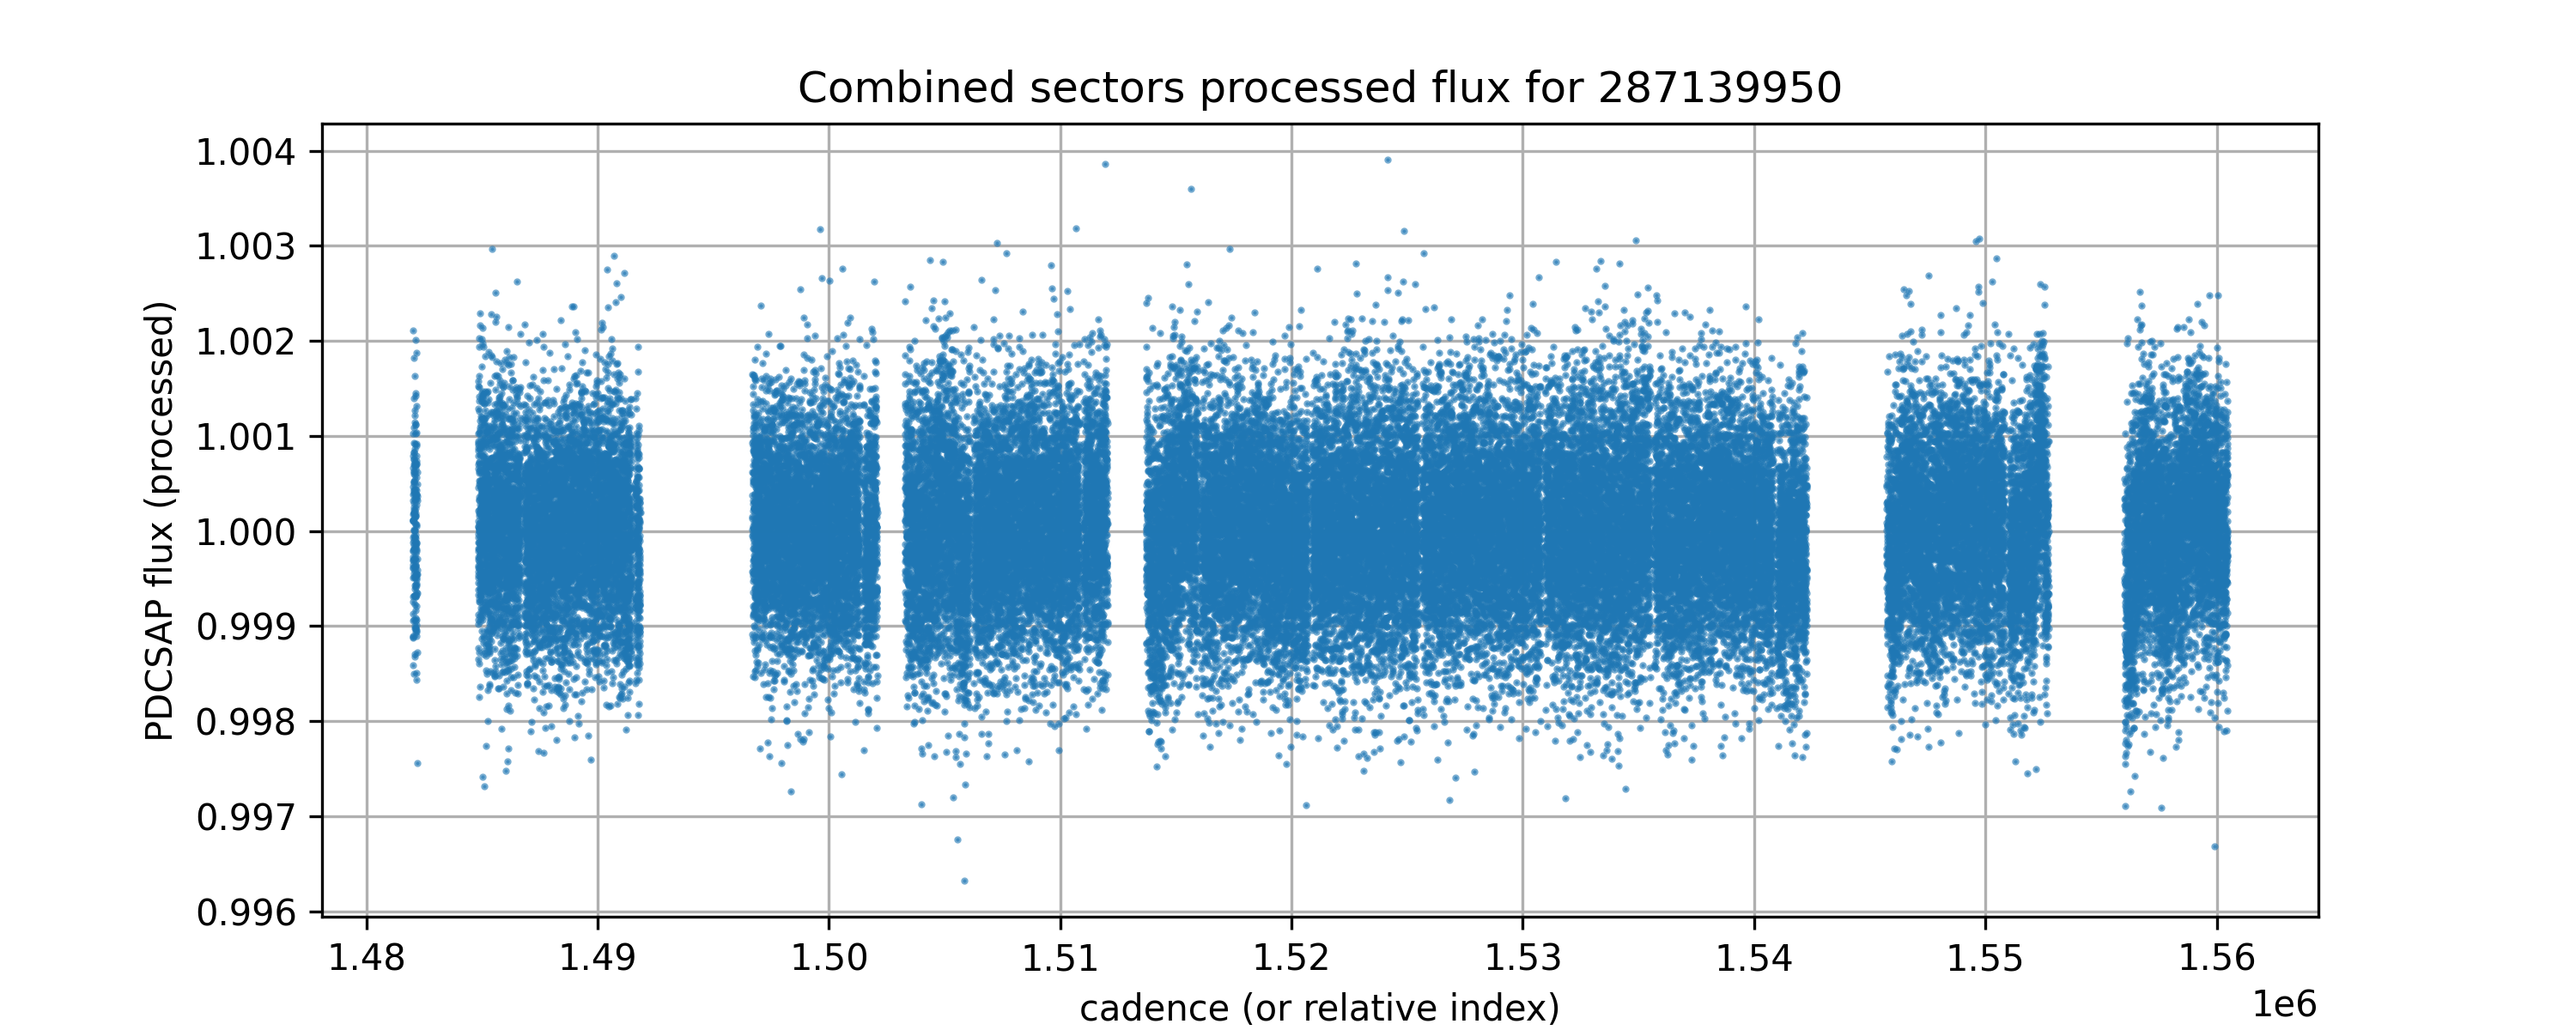 Combined sectors processed flux for 287139950
1.004
1.003
1.002
1.001
1.000
0.999
0.998
0.997
0.996
PDCSAP flux (processed)
1.48 1.49 1.50 1.51 1.52 1.53 1.54 1.55 1.56
1e6
cadence (or relative index)